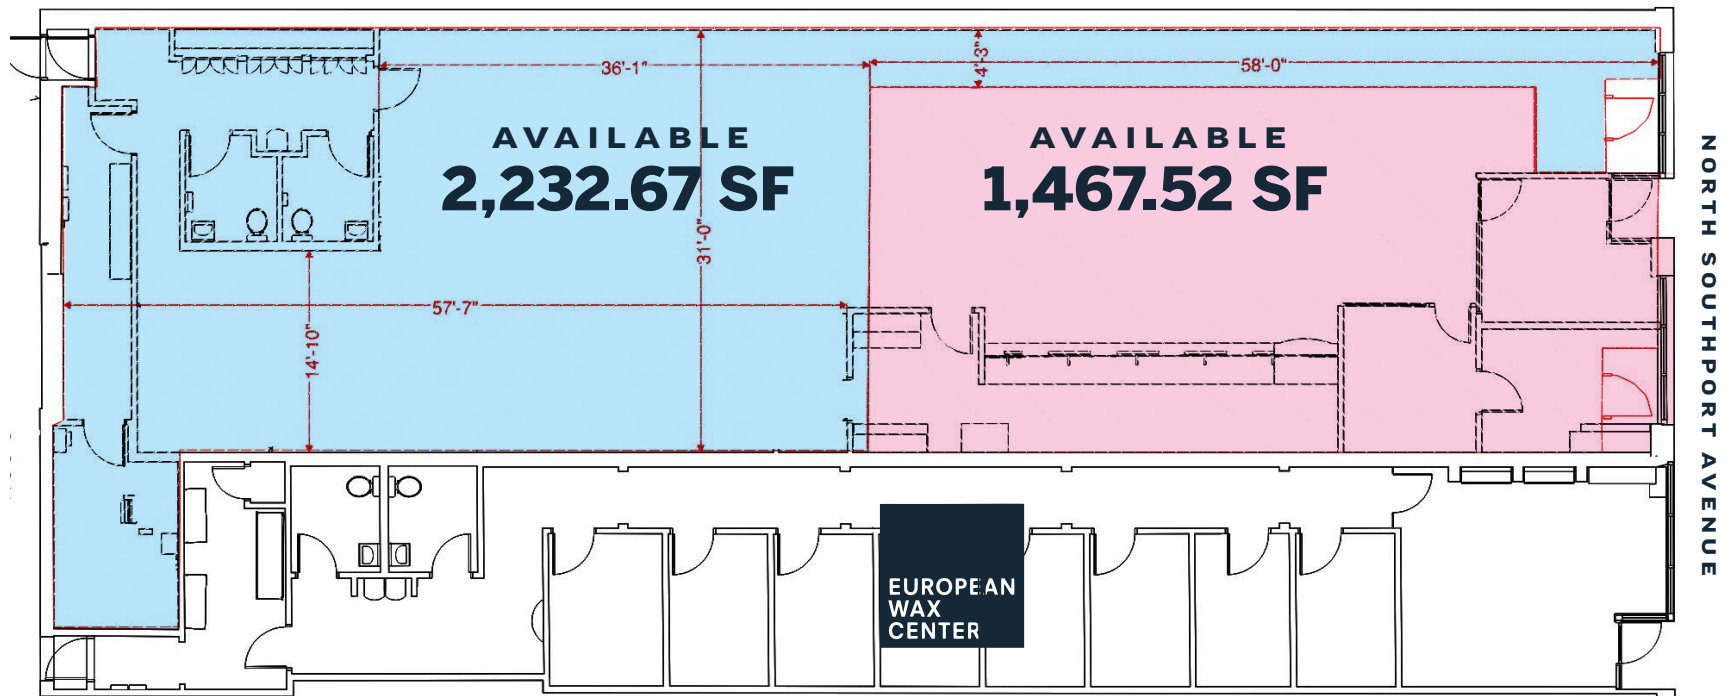 36'-1"
4'-3"
58'-0"
AVAILABLE
2,232.67 SF
AVAILABLE
1,467.52 SF
31'-0"
57'-7"
14'-10"
NORTH SOUTHPORT AVENUE
EUROPEAN
WAX
CENTER